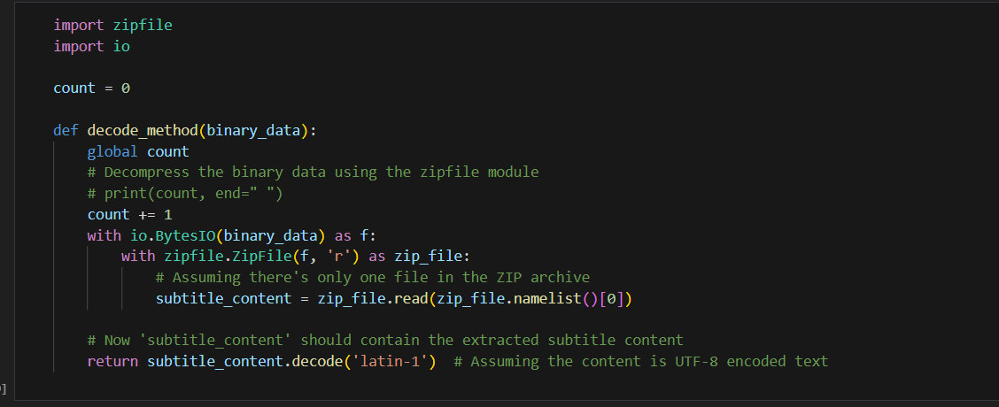 import zipfile
import io
count = 0
def decode_method(binary_data):
    global count
    # Decompress the binary data using the zipfile module
    # print(count, end=" ")
    count += 1
    with io.BytesIO(binary_data) as f:
        with zipfile.ZipFile(f, 'r') as zip_file:
            # Assuming there's only one file in the ZIP archive
            subtitle_content = zip_file.read(zip_file.namelist()[0])
    # Now 'subtitle_content' should contain the extracted subtitle content
    return subtitle_content.decode('latin-1')  # Assuming the content is UTF-8 encoded text
]